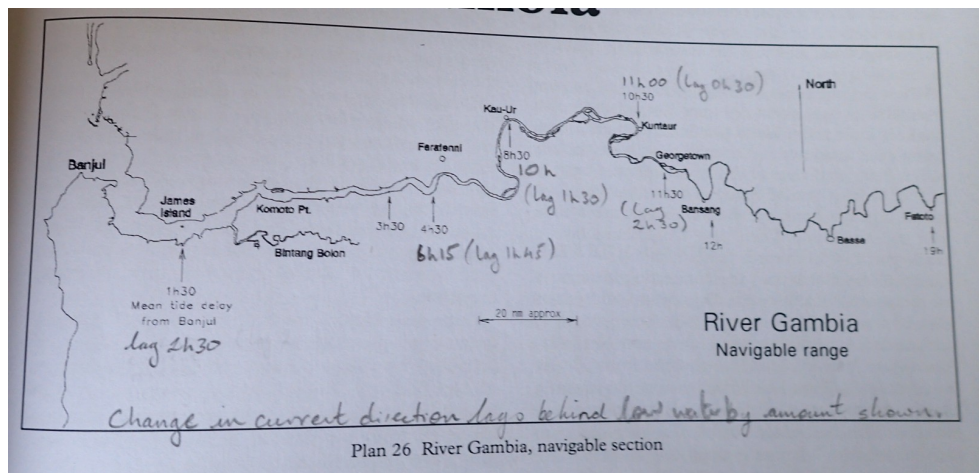 11h00 (lag 0h30)
10h30
North
Kau-Ur
Kuntaur
Farafenni
8h30
Georgetown
Banjul
10h
James
Island
(lag 1h30)
11h30
Komoto Pt.
(Lag
2h30)
Bansang
Fatoto
3h30
4h30
Basse
Bintang Bolon
6h15 (lag 1h45)
12h
19h
1h30
Mean tide delay
from Banjul
20 nm approx
River Gambia
Navigable range
lag 2h30
Change in current direction lags behind low water by amount shown.
Plan 26 River Gambia, navigable section